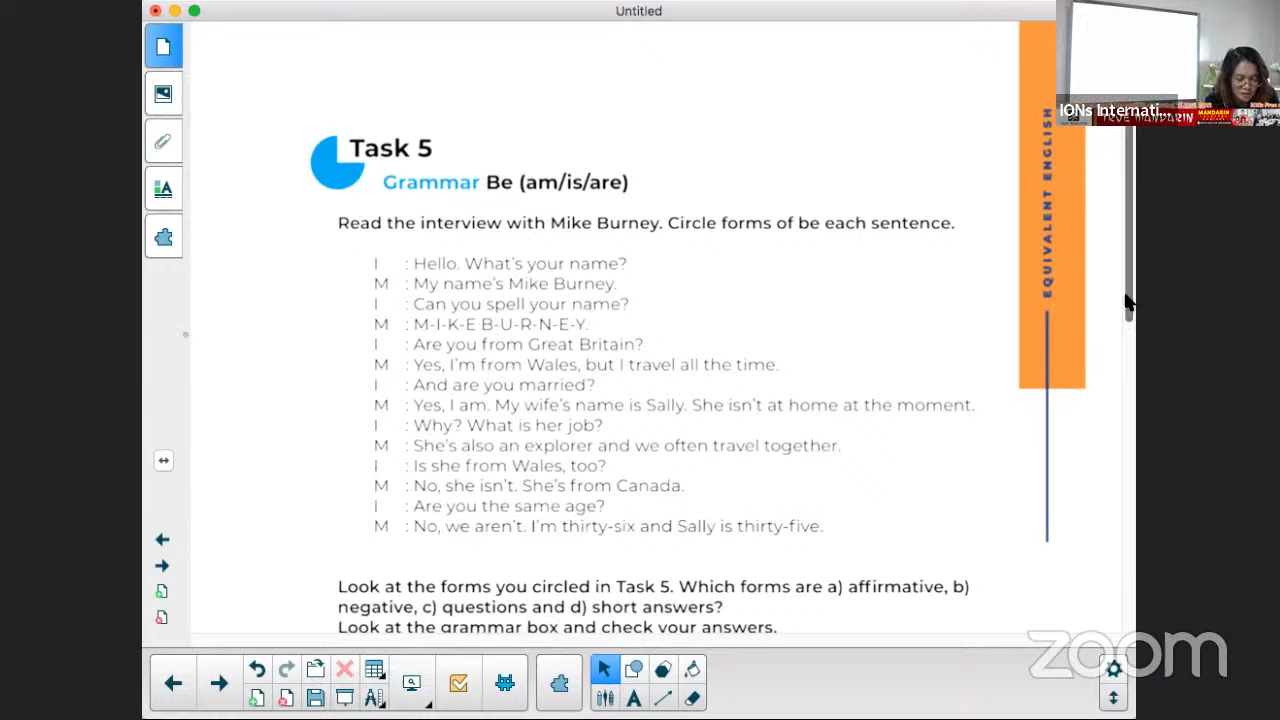 Untitled
Task 5
Grammar Be (am/is/are)
Read the interview with Mike Burney. Circle forms of be each sentence.
I : Hello. What's your name?
M : My name's Mike Burney.
I : Can you spell your name?
M : M-I-K-E B-U-R-N-E-Y.
I : Are you from Great Britain?
M : Yes, I'm from Wales, but I travel all the time.
I : And are you married?
M : Yes, I am. My wife's name is Sally. She isn't at home at the moment.
I : Why? What is her job?
M : She's also an explorer and we often travel together.
I : Is she from Wales, too?
M : No, she isn't. She's from Canada.
I : Are you the same age?
M : No, we aren't. I'm thirty-six and Sally is thirty-five.
Look at the forms you circled in Task 5. Which forms are a) affirmative, b)
negative, c) questions and d) short answers?
Look at the grammar box and check your answers.
EQUIVALENT ENGLISH
IONs Internati...
MANDARIN
zoom